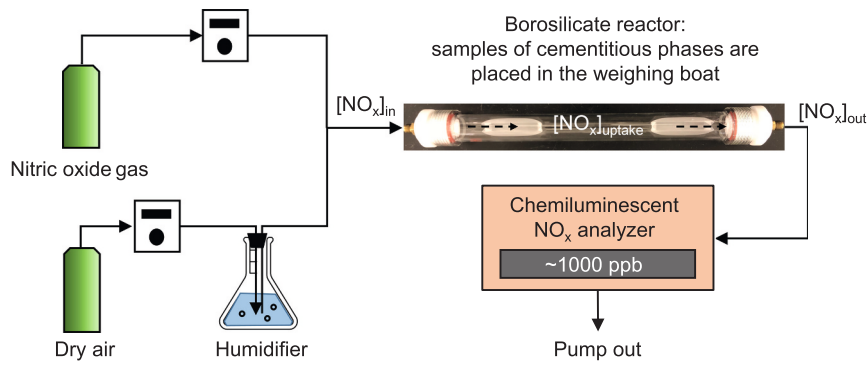 Borosilicate reactor:
samples of cementitious phases are
placed in the weighing boat
[NOx]in
[NOx]uptake
[NOx]out
Nitric oxide gas
Chemiluminescent
NOx analyzer
~1000 ppb
Dry air
Humidifier
Pump out